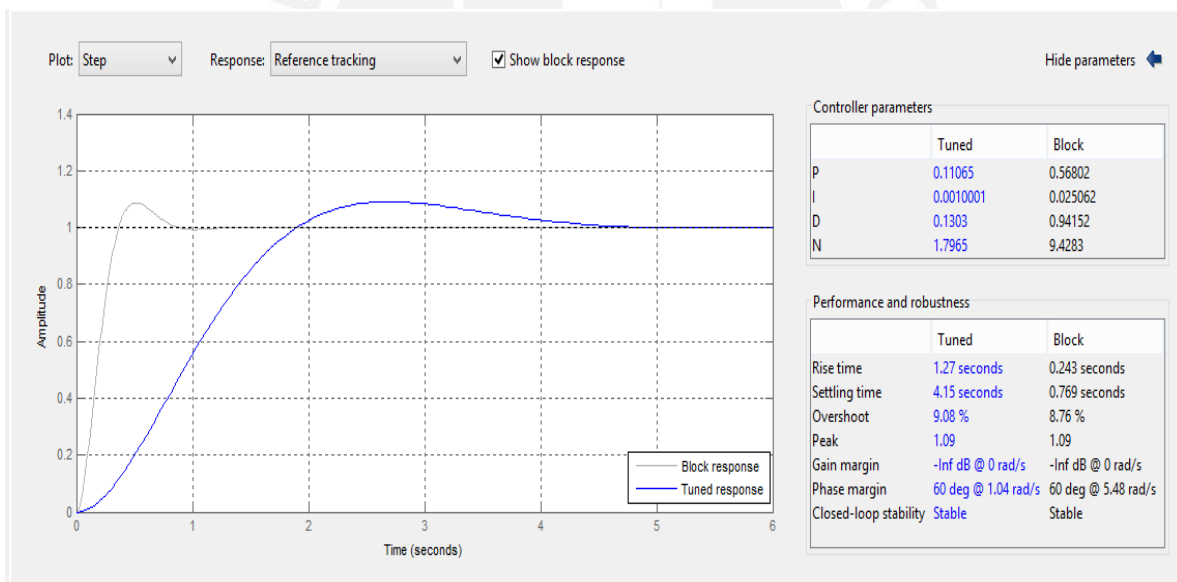 Plot: Step Response: Reference tracking Show block response Hide parameters
1.4
1.2
1
0.8
0.6
0.4
0.2
0
Amplitude
0 1 2 3 4 5 6
Time (seconds)
Block response
Tuned response
Controller parameters
Tuned Block
P 0.11065 0.56802
I 0.0010001 0.025062
D 0.1303 0.94152
N 1.7965 9.4283
Performance and robustness
Tuned Block
Rise time 1.27 seconds 0.243 seconds
Settling time 4.15 seconds 0.769 seconds
Overshoot 9.08 % 8.76 %
Peak 1.09 1.09
Gain margin -Inf dB @ 0 rad/s -Inf dB @ 0 rad/s
Phase margin 60 deg @ 1.04 rad/s 60 deg @ 5.48 rad/s
Closed-loop stability Stable Stable